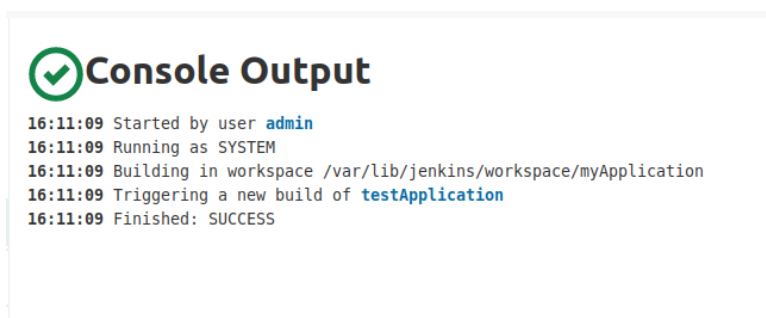 Console Output
16:11:09 Started by user admin
16:11:09 Running as SYSTEM
16:11:09 Building in workspace /var/lib/jenkins/workspace/myApplication
16:11:09 Triggering a new build of testApplication
16:11:09 Finished: SUCCESS